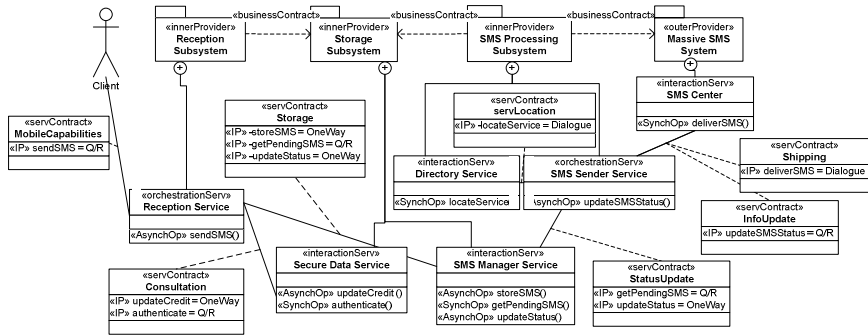 «businessContract»
«businessContract»
«businessContract»
«innerProvider»
Reception
Subsystem
«innerProvider»
Storage
Subsystem
«innerProvider»
SMS Processing
Subsystem
«outerProvider»
Massive SMS
System
Client
«interactionServ»
SMS Center
«SynchOp» deliverSMS()
«servContract»
Storage
«IP» -storeSMS = OneWay
«IP» -getPendingSMS = Q/R
«IP» -updateStatus = OneWay
«servContract»
servLocation
«IP» -locateService = Dialogue
«servContract»
MobileCapabilities
«IP» sendSMS = Q/R
«servContract»
Shipping
«IP» deliverSMS = Dialogue
«interactionServ»
Directory Service
«SynchOp» locateService
«orchestrationServ»
SMS Sender Service
synchOp» updateSMSStatus()
«orchestrationServ»
Reception Service
«AsynchOp» sendSMS()
«servContract»
InfoUpdate
«IP» updateSMSStatus = Q/R
«servContract»
Consultation
«IP» updateCredit = OneWay
«IP» authenticate = Q/R
«interactionServ»
Secure Data Service
«AsynchOp» updateCredit ()
«SynchOp» authenticate()
«interactionServ»
SMS Manager Service
«AsynchOp» storeSMS()
«SynchOp» getPendingSMS()
«AsynchOp» updateStatus()
«servContract»
StatusUpdate
«IP» getPendingSMS = Q/R
«IP» updateStatus = OneWay